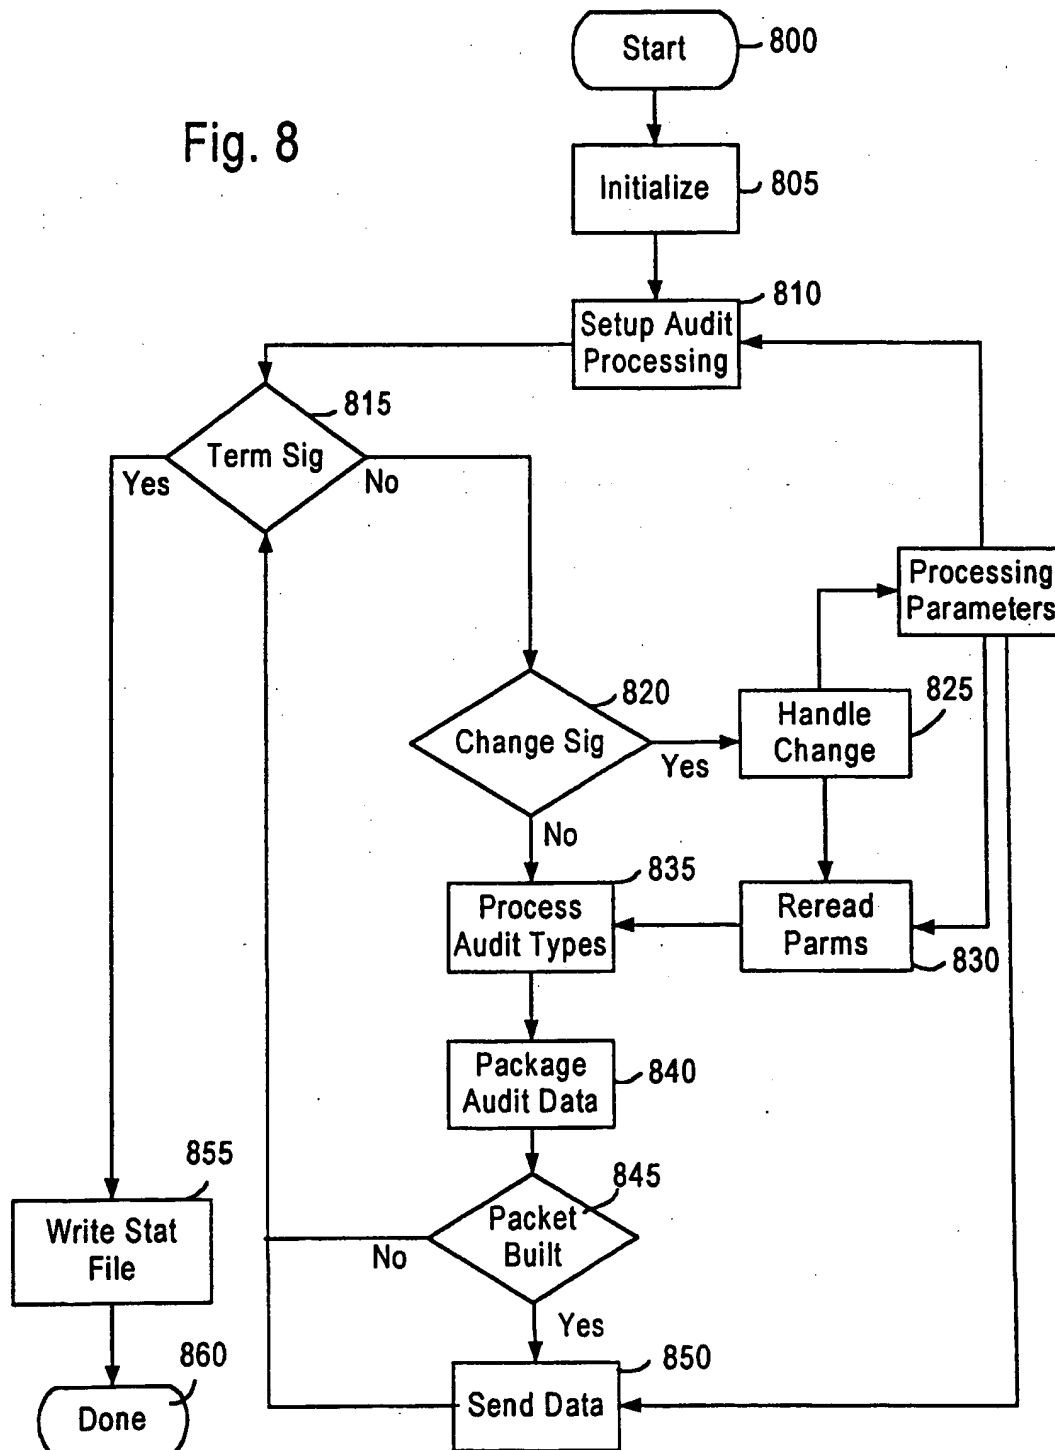 Start
800
Fig. 8
Initialize
805
810
Setup Audit
Processing
815
Term Sig
Yes
No
Processing
Parameters
820
Change Sig
Yes
Handle
Change
825
No
835
Process
Audit Types
Reread
Parms
830
Package
Audit Data
840
855
Write Stat
File
845
Packet
Built
No
Yes
860
Done
850
Send Data